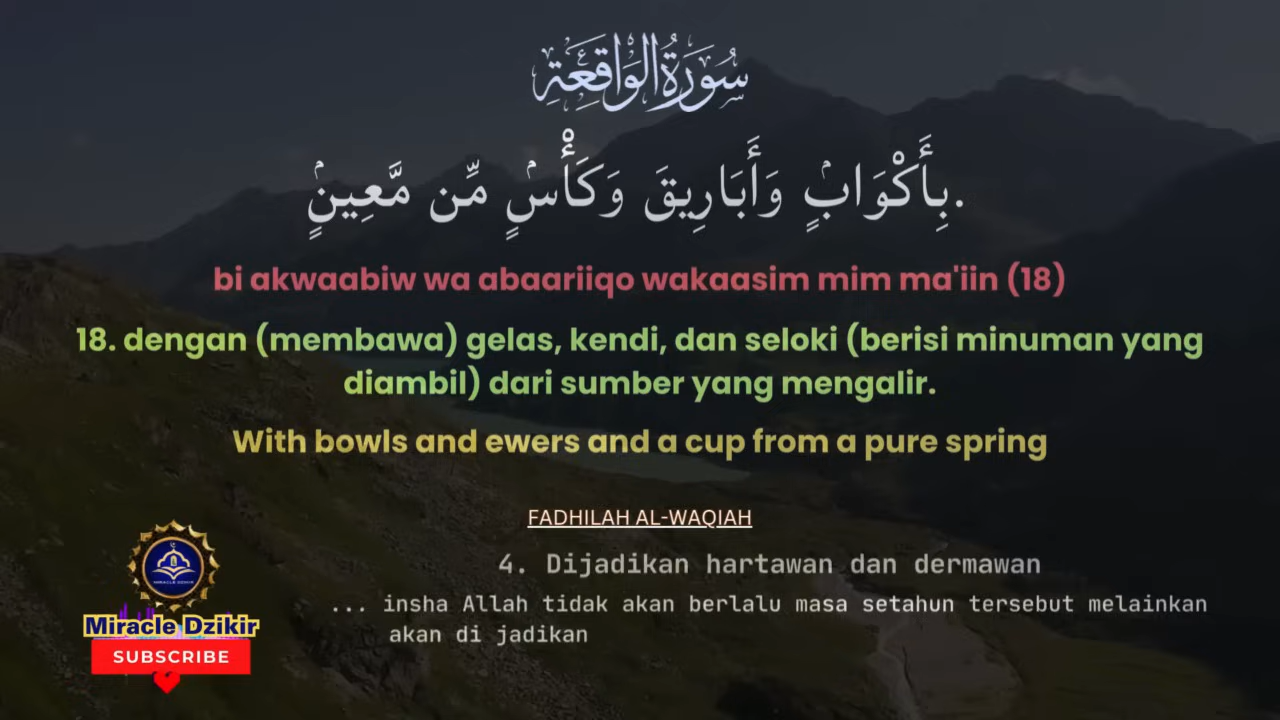 سُورَةُ الوَاقِعَةِ
بِأَكْوَابٍۢ وَأَبَارِيقَ وَكَأْسٍۢ مِّن مَّعِينٍۢ.
bi akwaabiw wa abaariiqo wakaasim mim ma'iin (18)
18. dengan (membawa) gelas, kendi, dan seloki (berisi minuman yang
diambil) dari sumber yang mengalir.
With bowls and ewers and a cup from a pure spring
FADHILAH AL-WAQIAH
4. Dijadikan hartawan dan dermawan
... insha Allah tidak akan berlalu masa setahun tersebut melainkan
akan di jadikan
MIRACLE DZIKIR
Miracle Dzikir
SUBSCRIBE